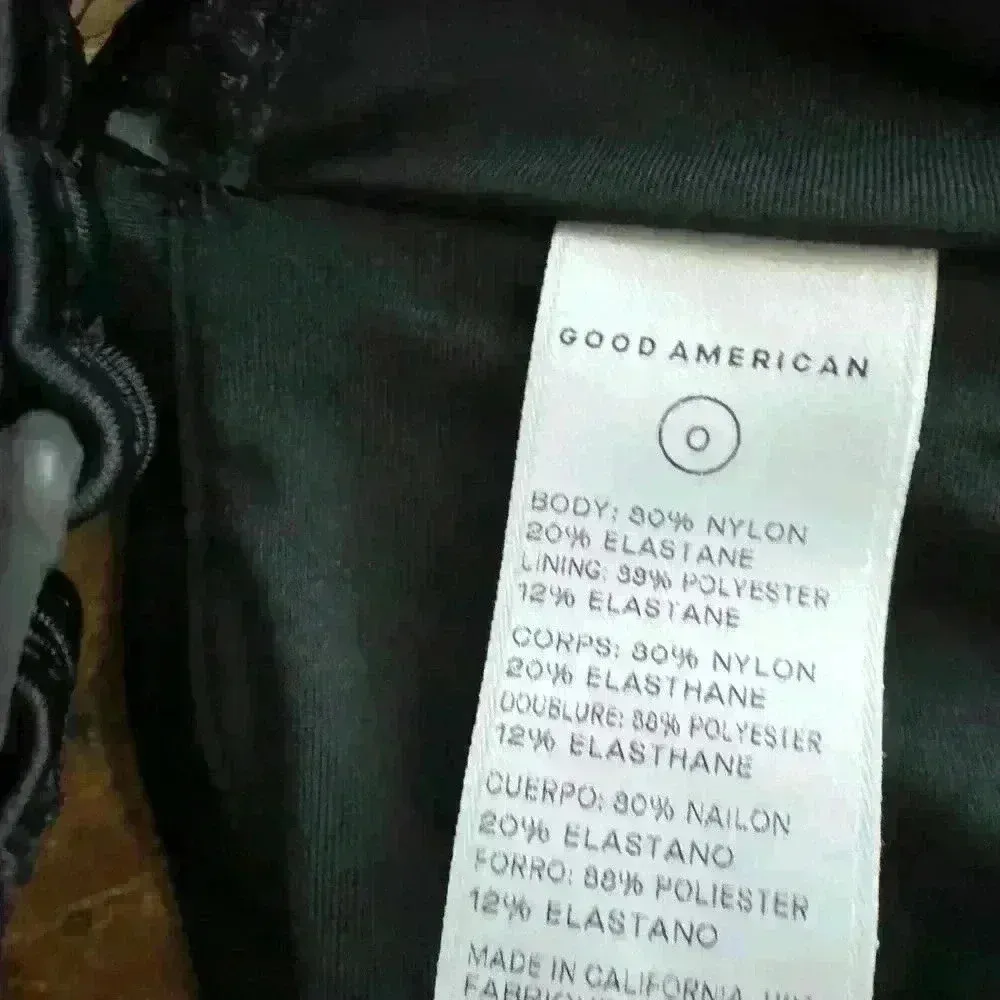 GOOD AMERICAN
0
BODY: 80% NYLON
20% ELASTANE
LINING: 88% POLYESTER
12% ELASTANE
CORPS: 80% NYLON
20% ELASTHANE
DOUBLURE: 88% POLYESTER
12% ELASTHANE
CUERPO: 80% NAILON
20% ELASTANO
FORRO: 88% POLIESTER
12% ELASTANO
MADE IN CALIFORNIA,